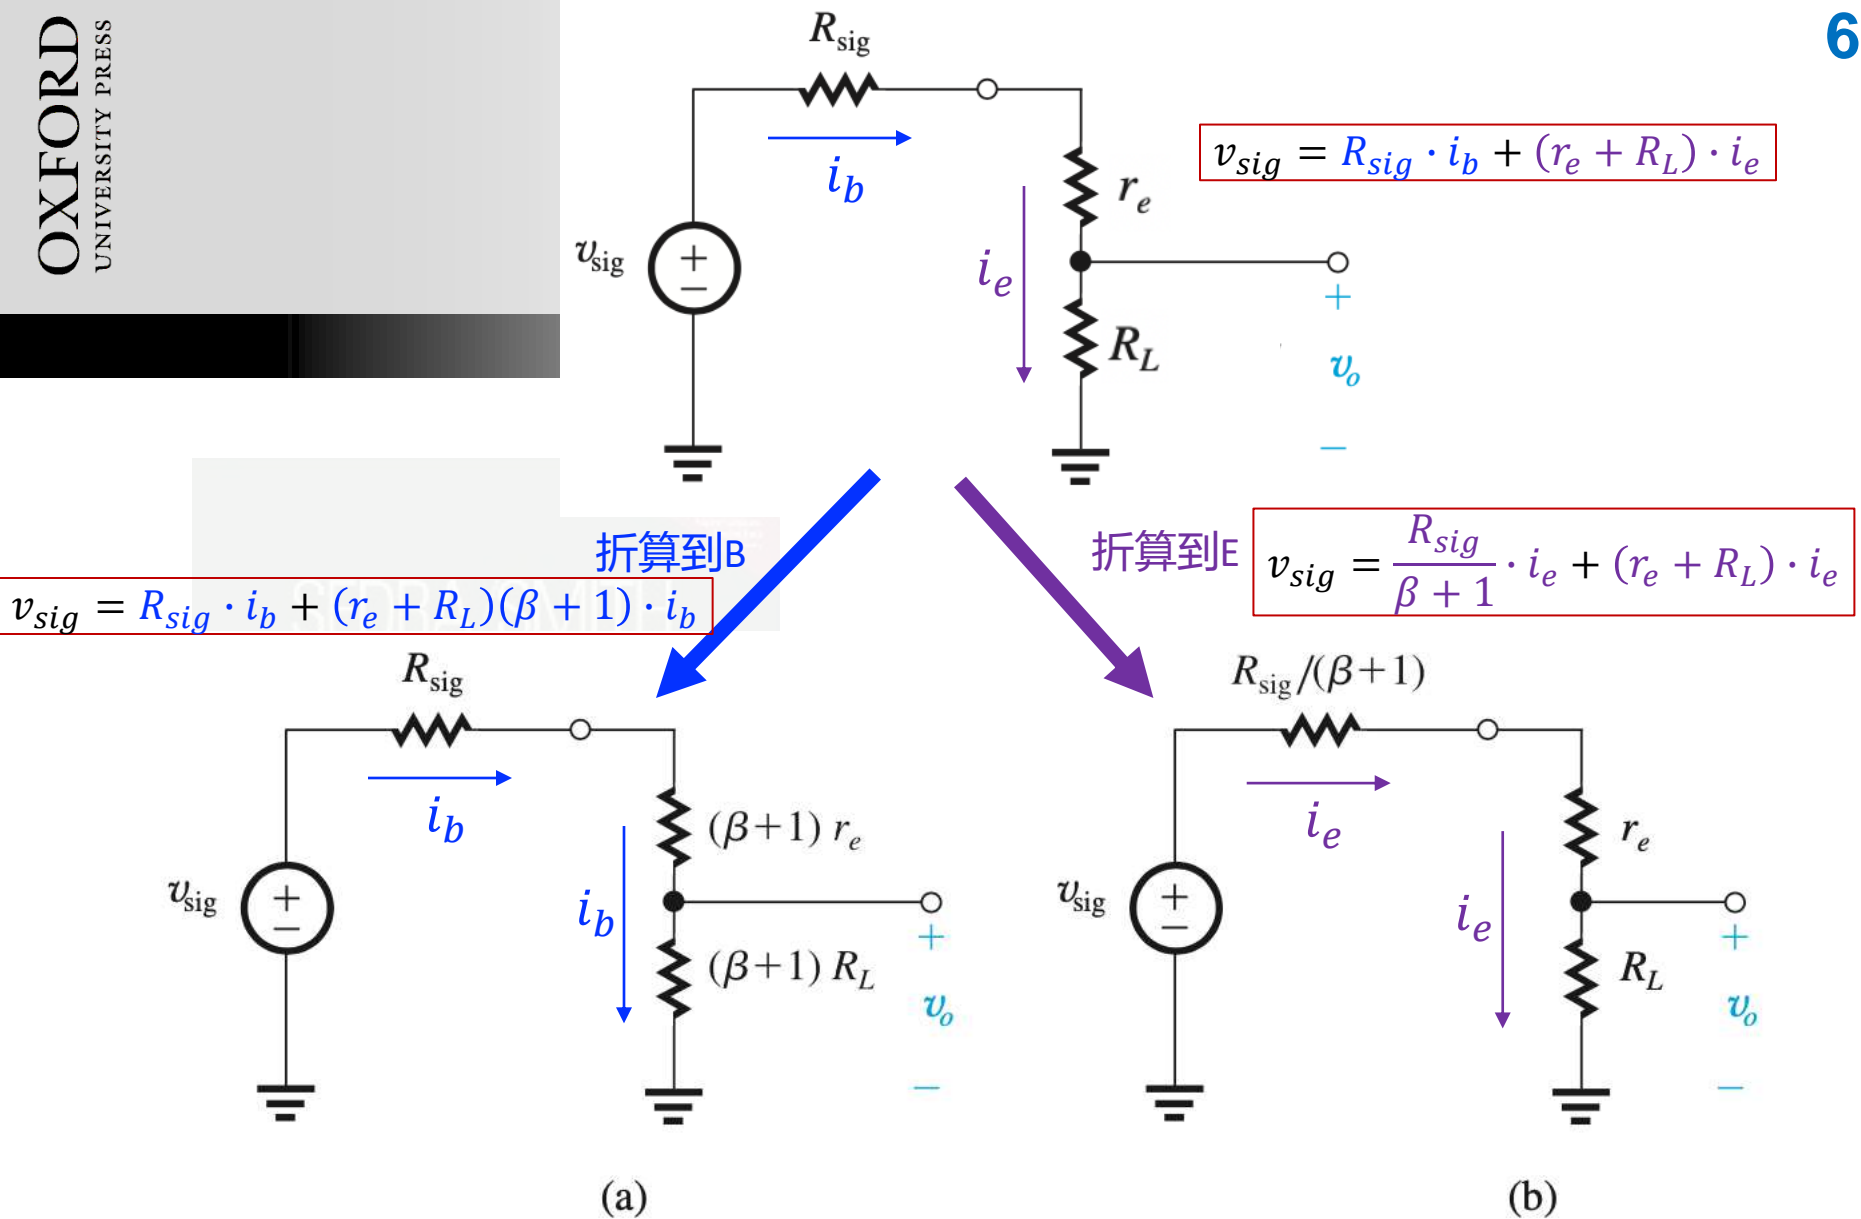 OXFORD
UNIVERSITY PRESS
6
R_sig
i_b
v_sig = R_sig · i_b + (r_e + R_L) · i_e
r_e
v_sig
+
−
i_e
+
R_L
v_o
−
折算到B
折算到E
v_sig = R_sig/(β + 1) · i_e + (r_e + R_L) · i_e
v_sig = R_sig · i_b + (r_e + R_L)(β + 1) · i_b
R_sig
R_sig/(β+1)
i_b
i_e
(β+1) r_e
r_e
v_sig
+
−
i_b
+
(β+1) R_L
v_o
−
v_sig
+
−
i_e
+
R_L
v_o
−
(a)
(b)